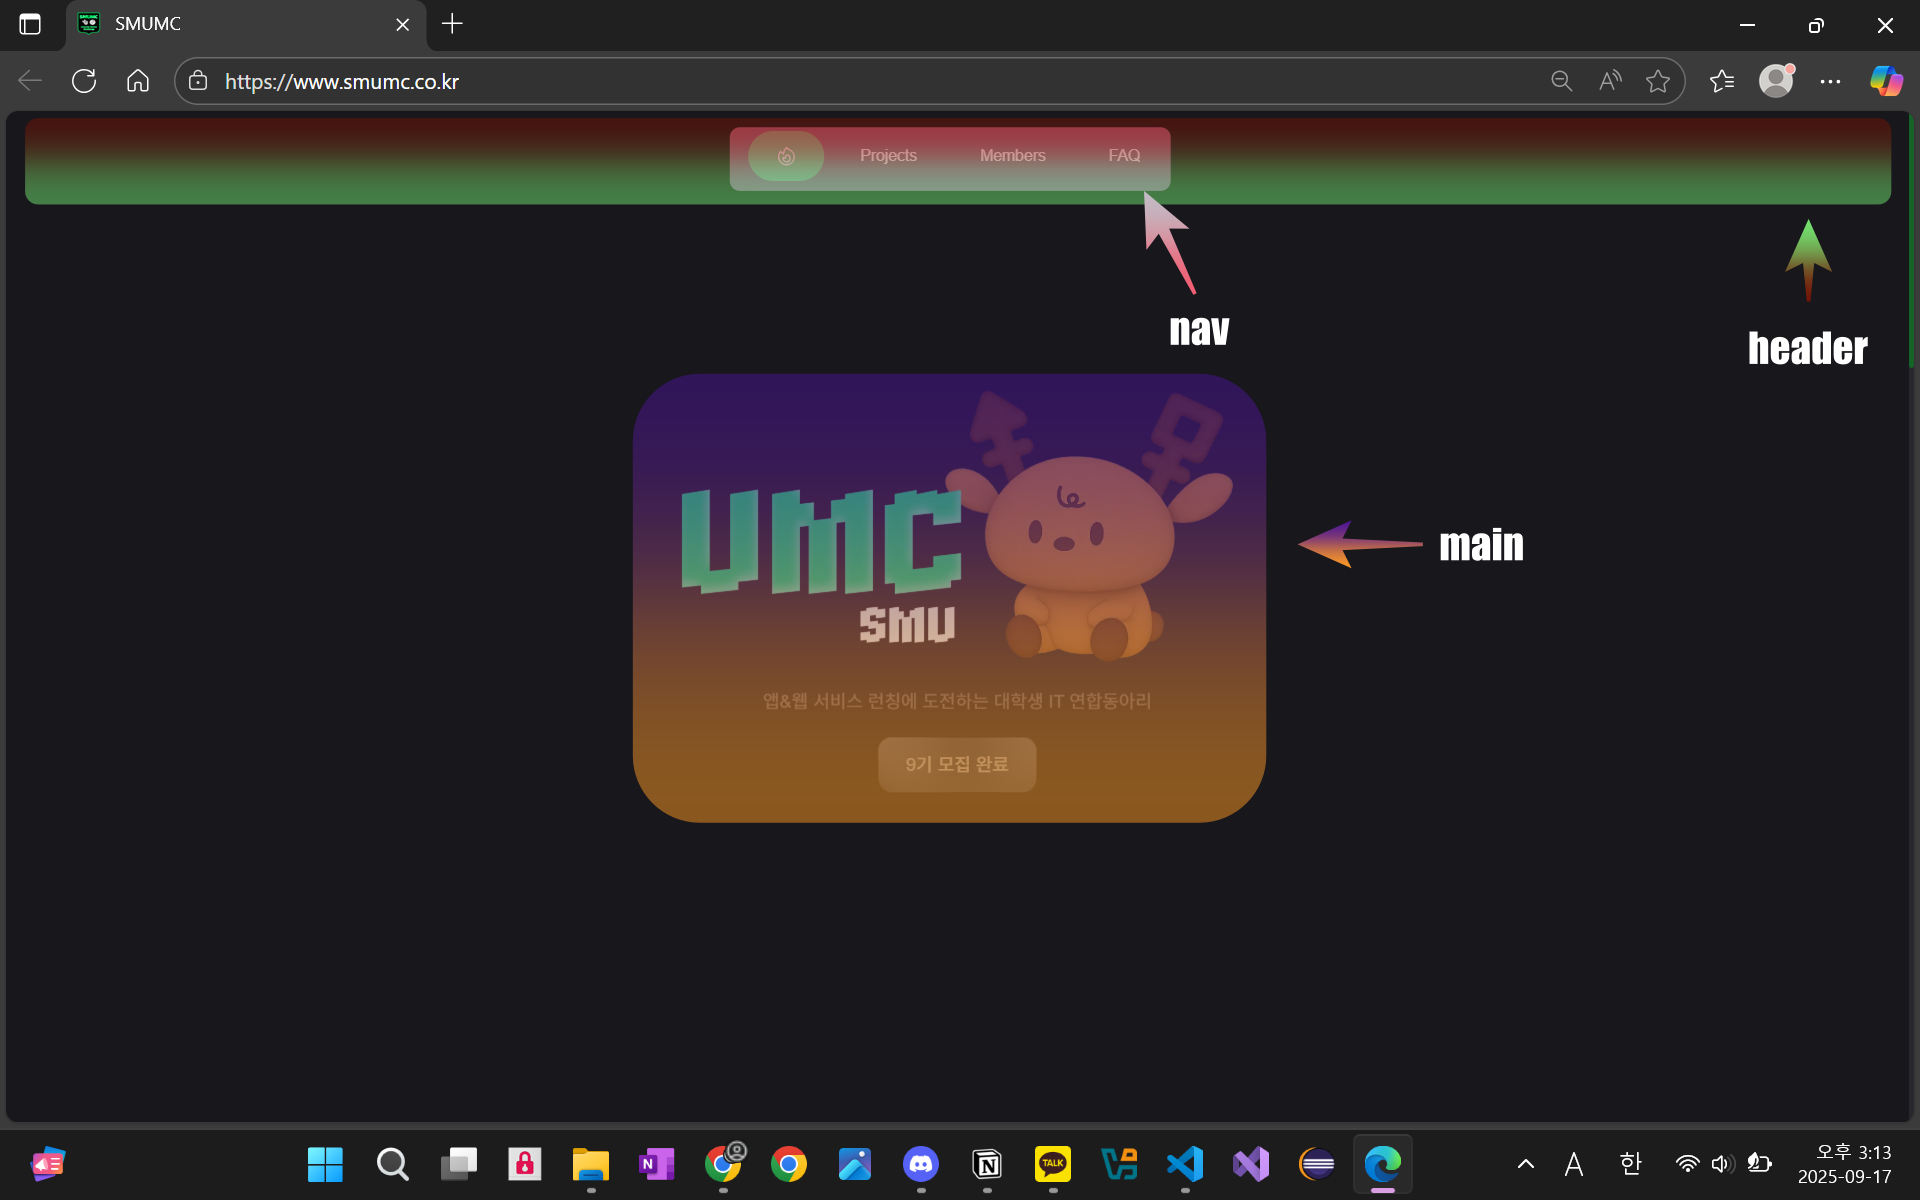 SMUMC
https://www.smumc.co.kr
Projects
Members
FAQ
nav
header
UMC
SMU
main
앱&웹 서비스 런칭에 도전하는 대학생 IT 연합동아리
9기 모집 완료
TALK
A
한
오후 3:13
2025-09-17